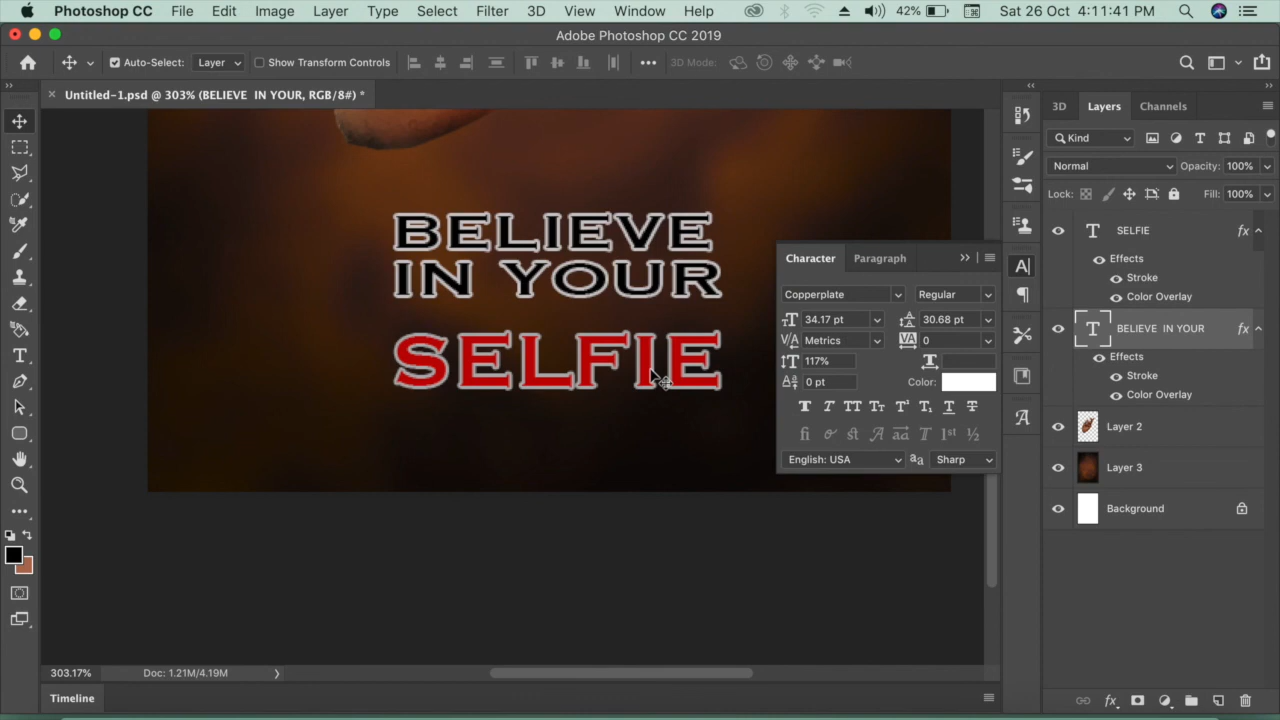 Photoshop CC File Edit Image Layer Type Select Filter 3D View Window Help 42% Sat 26 Oct 4:11:41 PM
Adobe Photoshop CC 2019
Auto-Select: Layer Show Transform Controls 3D Mode:
Untitled-1.psd @ 303% (BELIEVE IN YOUR, RGB/8#) *
BELIEVE
IN YOUR
SELFIE
Character Paragraph
Copperplate Regular
34.17 pt 30.68 pt
Metrics 0
117%
0 pt Color:
English: USA Sharp
3D Layers Channels
Kind
Normal Opacity: 100%
Lock: Fill: 100%
SELFIE fx
Effects
Stroke
Color Overlay
BELIEVE IN YOUR fx
Effects
Stroke
Color Overlay
Layer 2
Layer 3
Background
303.17% Doc: 1.21M/4.19M
Timeline